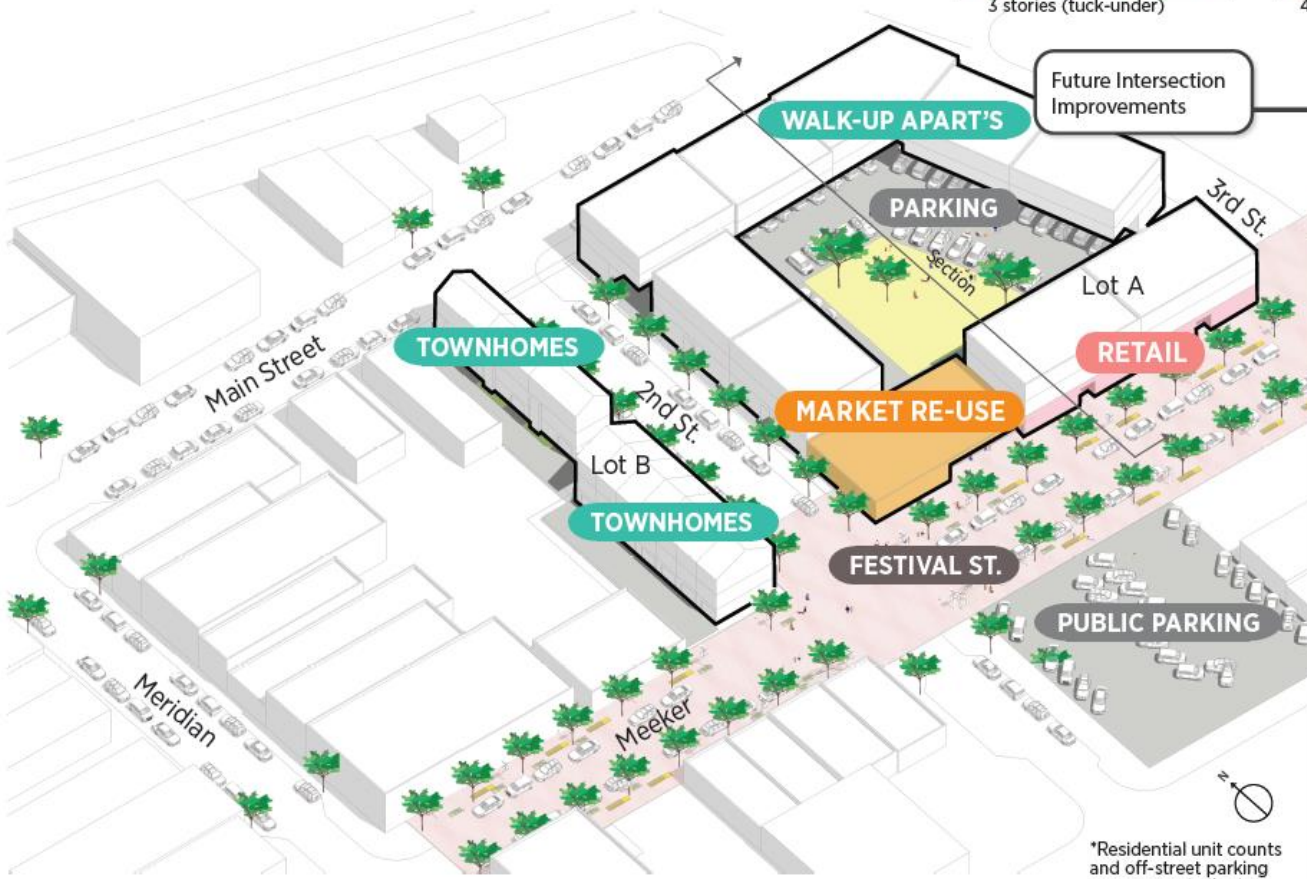 3 stories (tuck-under)
4
Future Intersection
Improvements
WALK-UP APART'S
PARKING
3rd St.
Section
Lot A
TOWNHOMES
RETAIL
Main Street
2nd St.
MARKET RE-USE
Lot B
TOWNHOMES
FESTIVAL ST.
PUBLIC PARKING
Meridian
Meeker
N
*Residential unit counts
and off-street parking